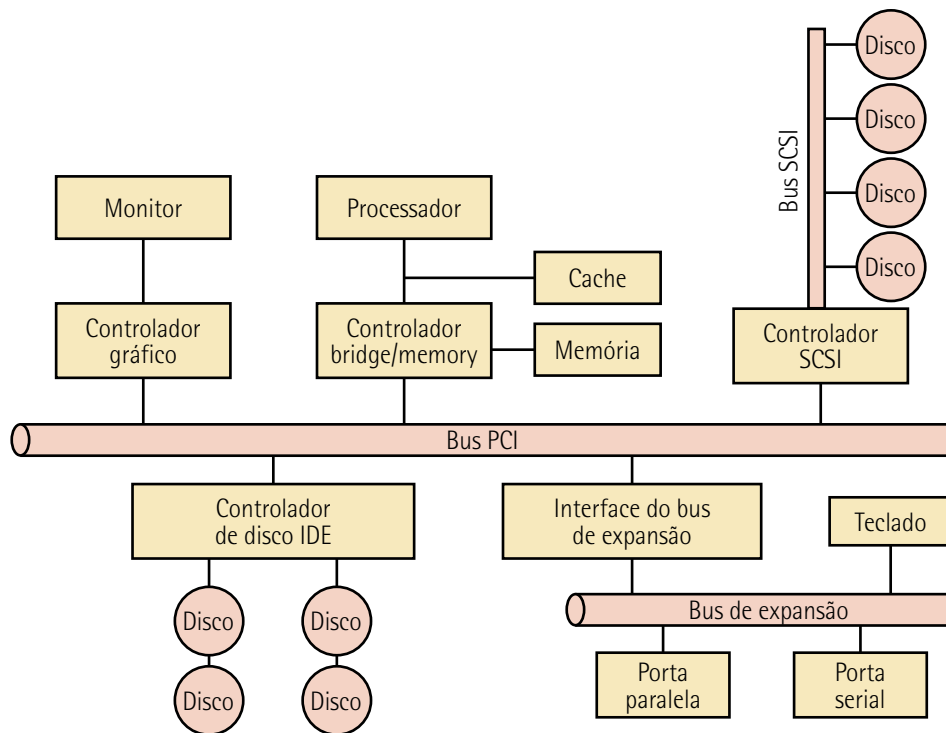 Disco
Disco
Disco
Disco
Bus SCSI
Monitor
Processador
Cache
Controlador
gráfico
Controlador
bridge/memory
Memória
Controlador
SCSI
Bus PCI
Controlador
de disco IDE
Interface do bus
de expansão
Teclado
Disco
Disco
Bus de expansão
Disco
Disco
Porta
paralela
Porta
serial